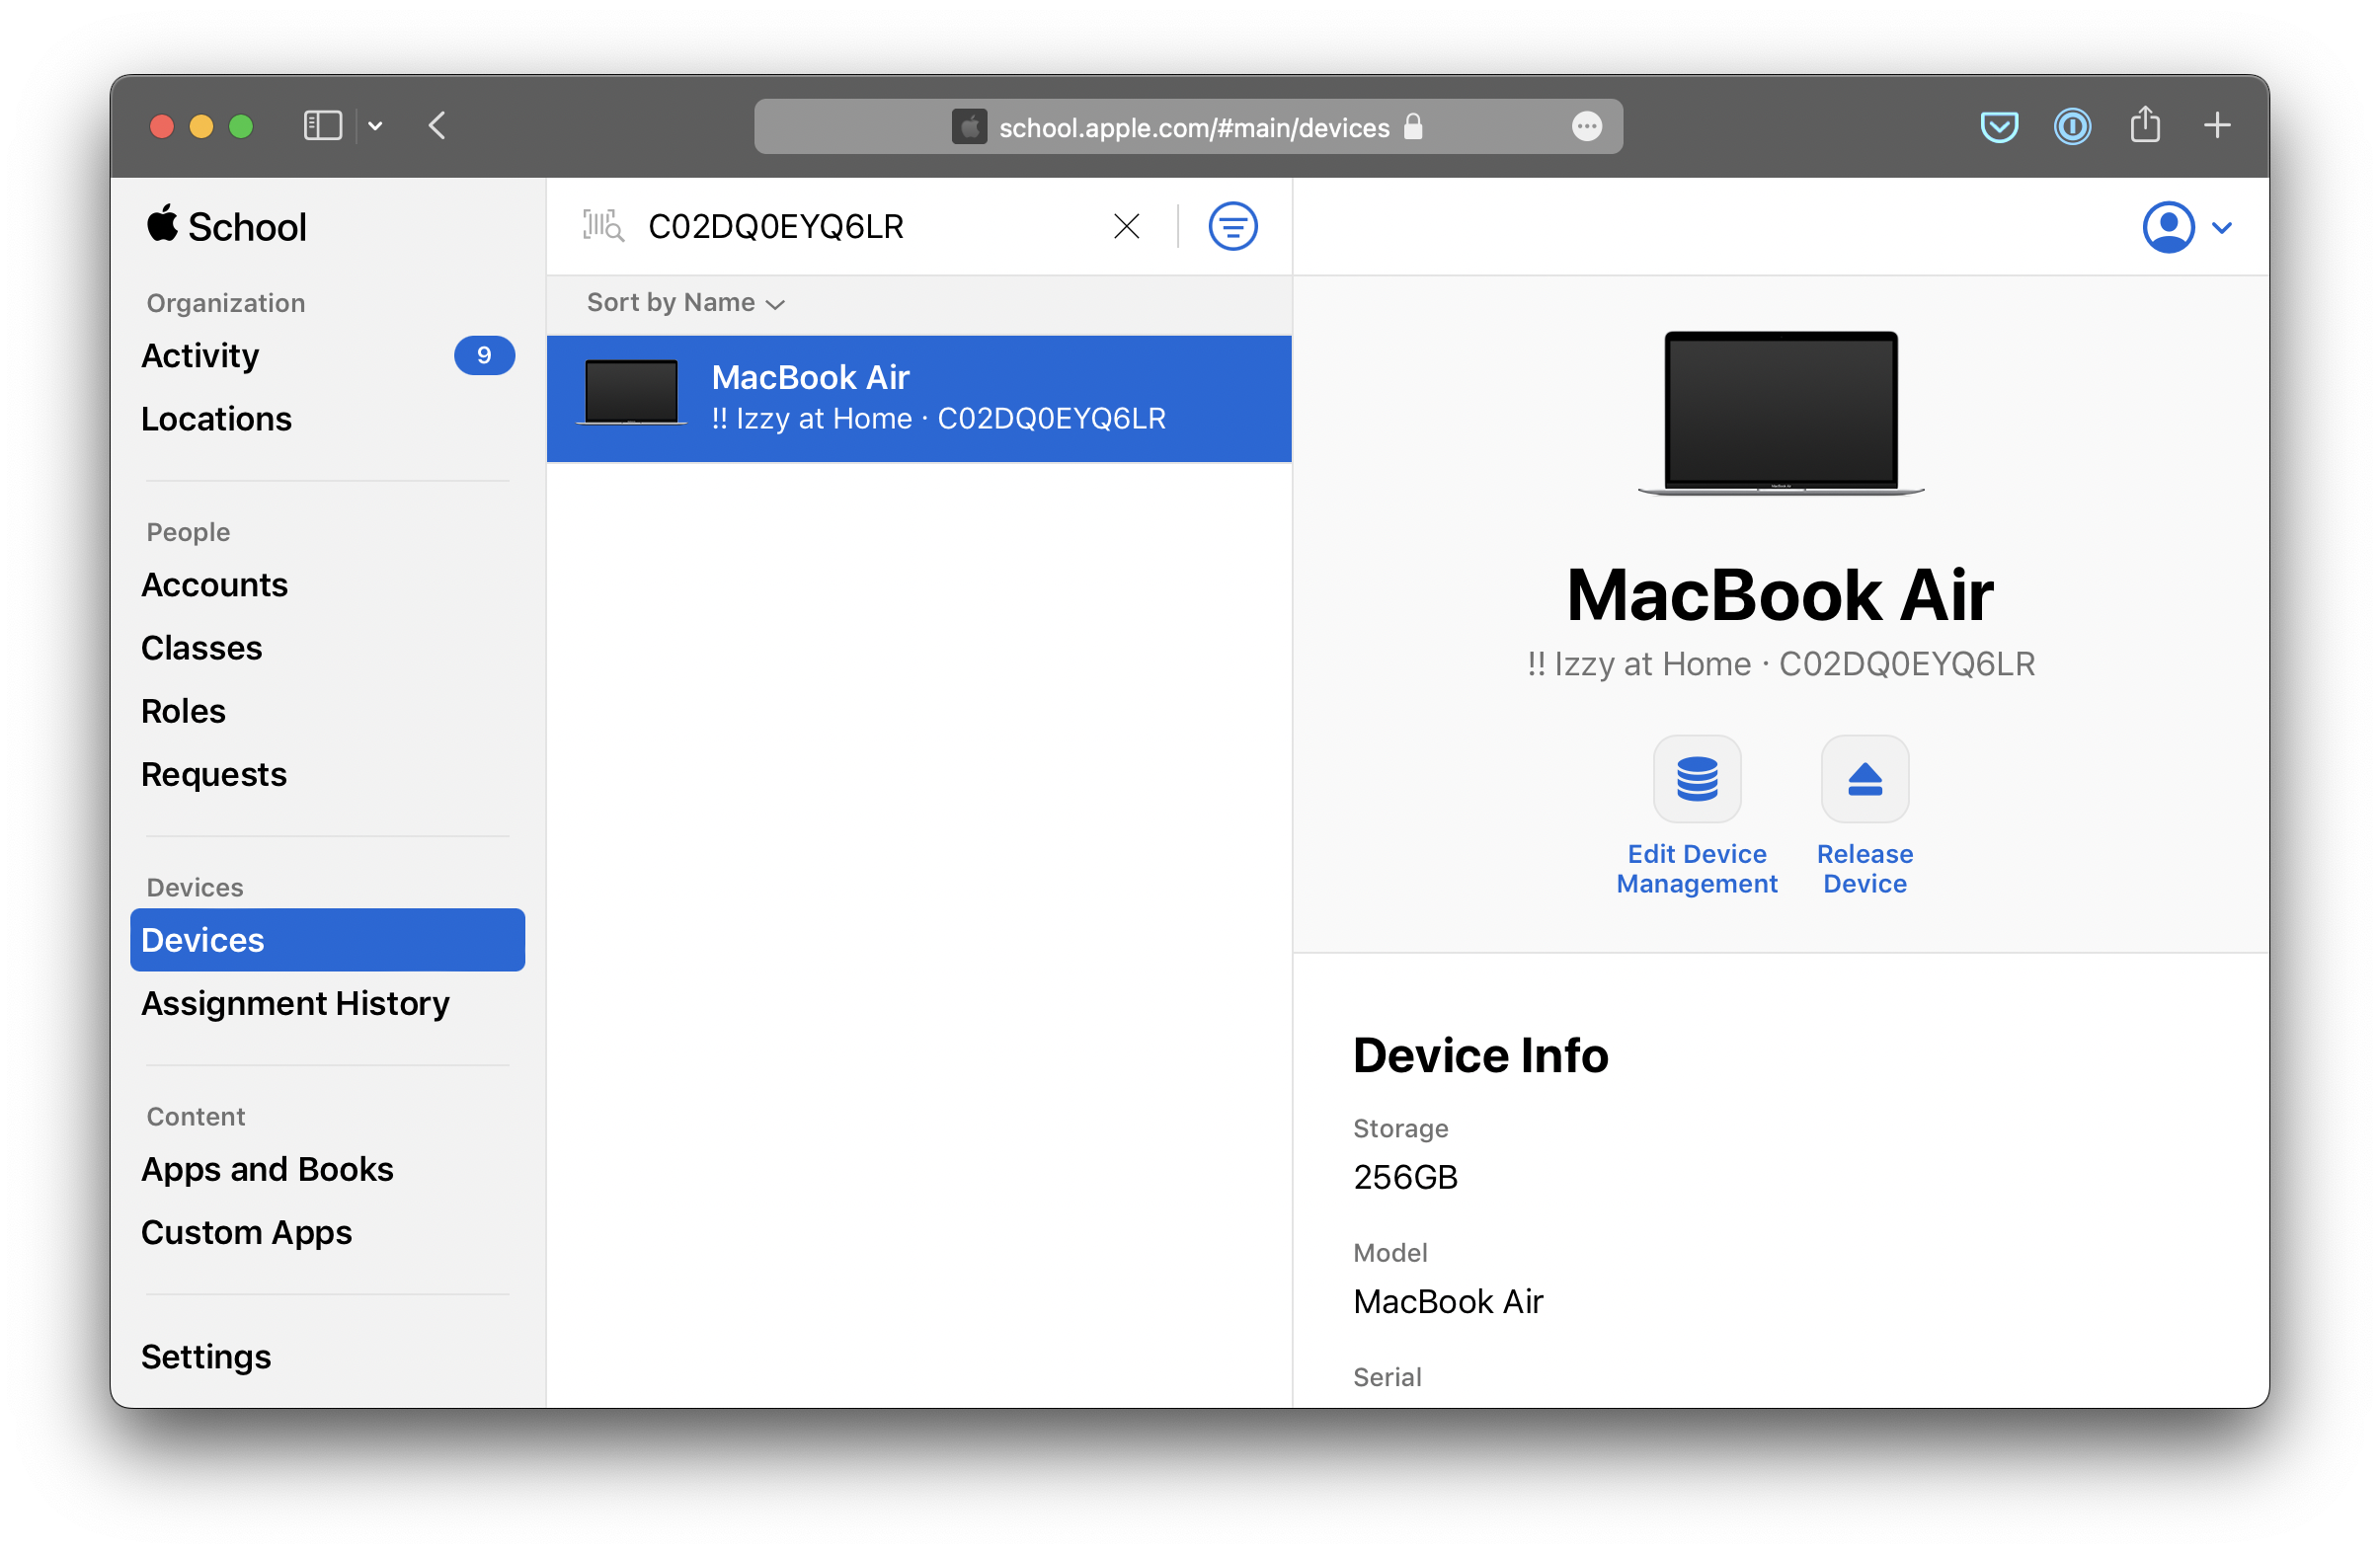 school.apple.com/#main/devices
School
Organization
Activity
9
Locations
People
Accounts
Classes
Roles
Requests
Devices
Devices
Assignment History
Content
Apps and Books
Custom Apps
Settings
C02DQ0EYQ6LR
Sort by Name
MacBook Air
!! Izzy at Home · C02DQ0EYQ6LR
MacBook Air
!! Izzy at Home · C02DQ0EYQ6LR
Edit Device
Management
Release
Device
Device Info
Storage
256GB
Model
MacBook Air
Serial